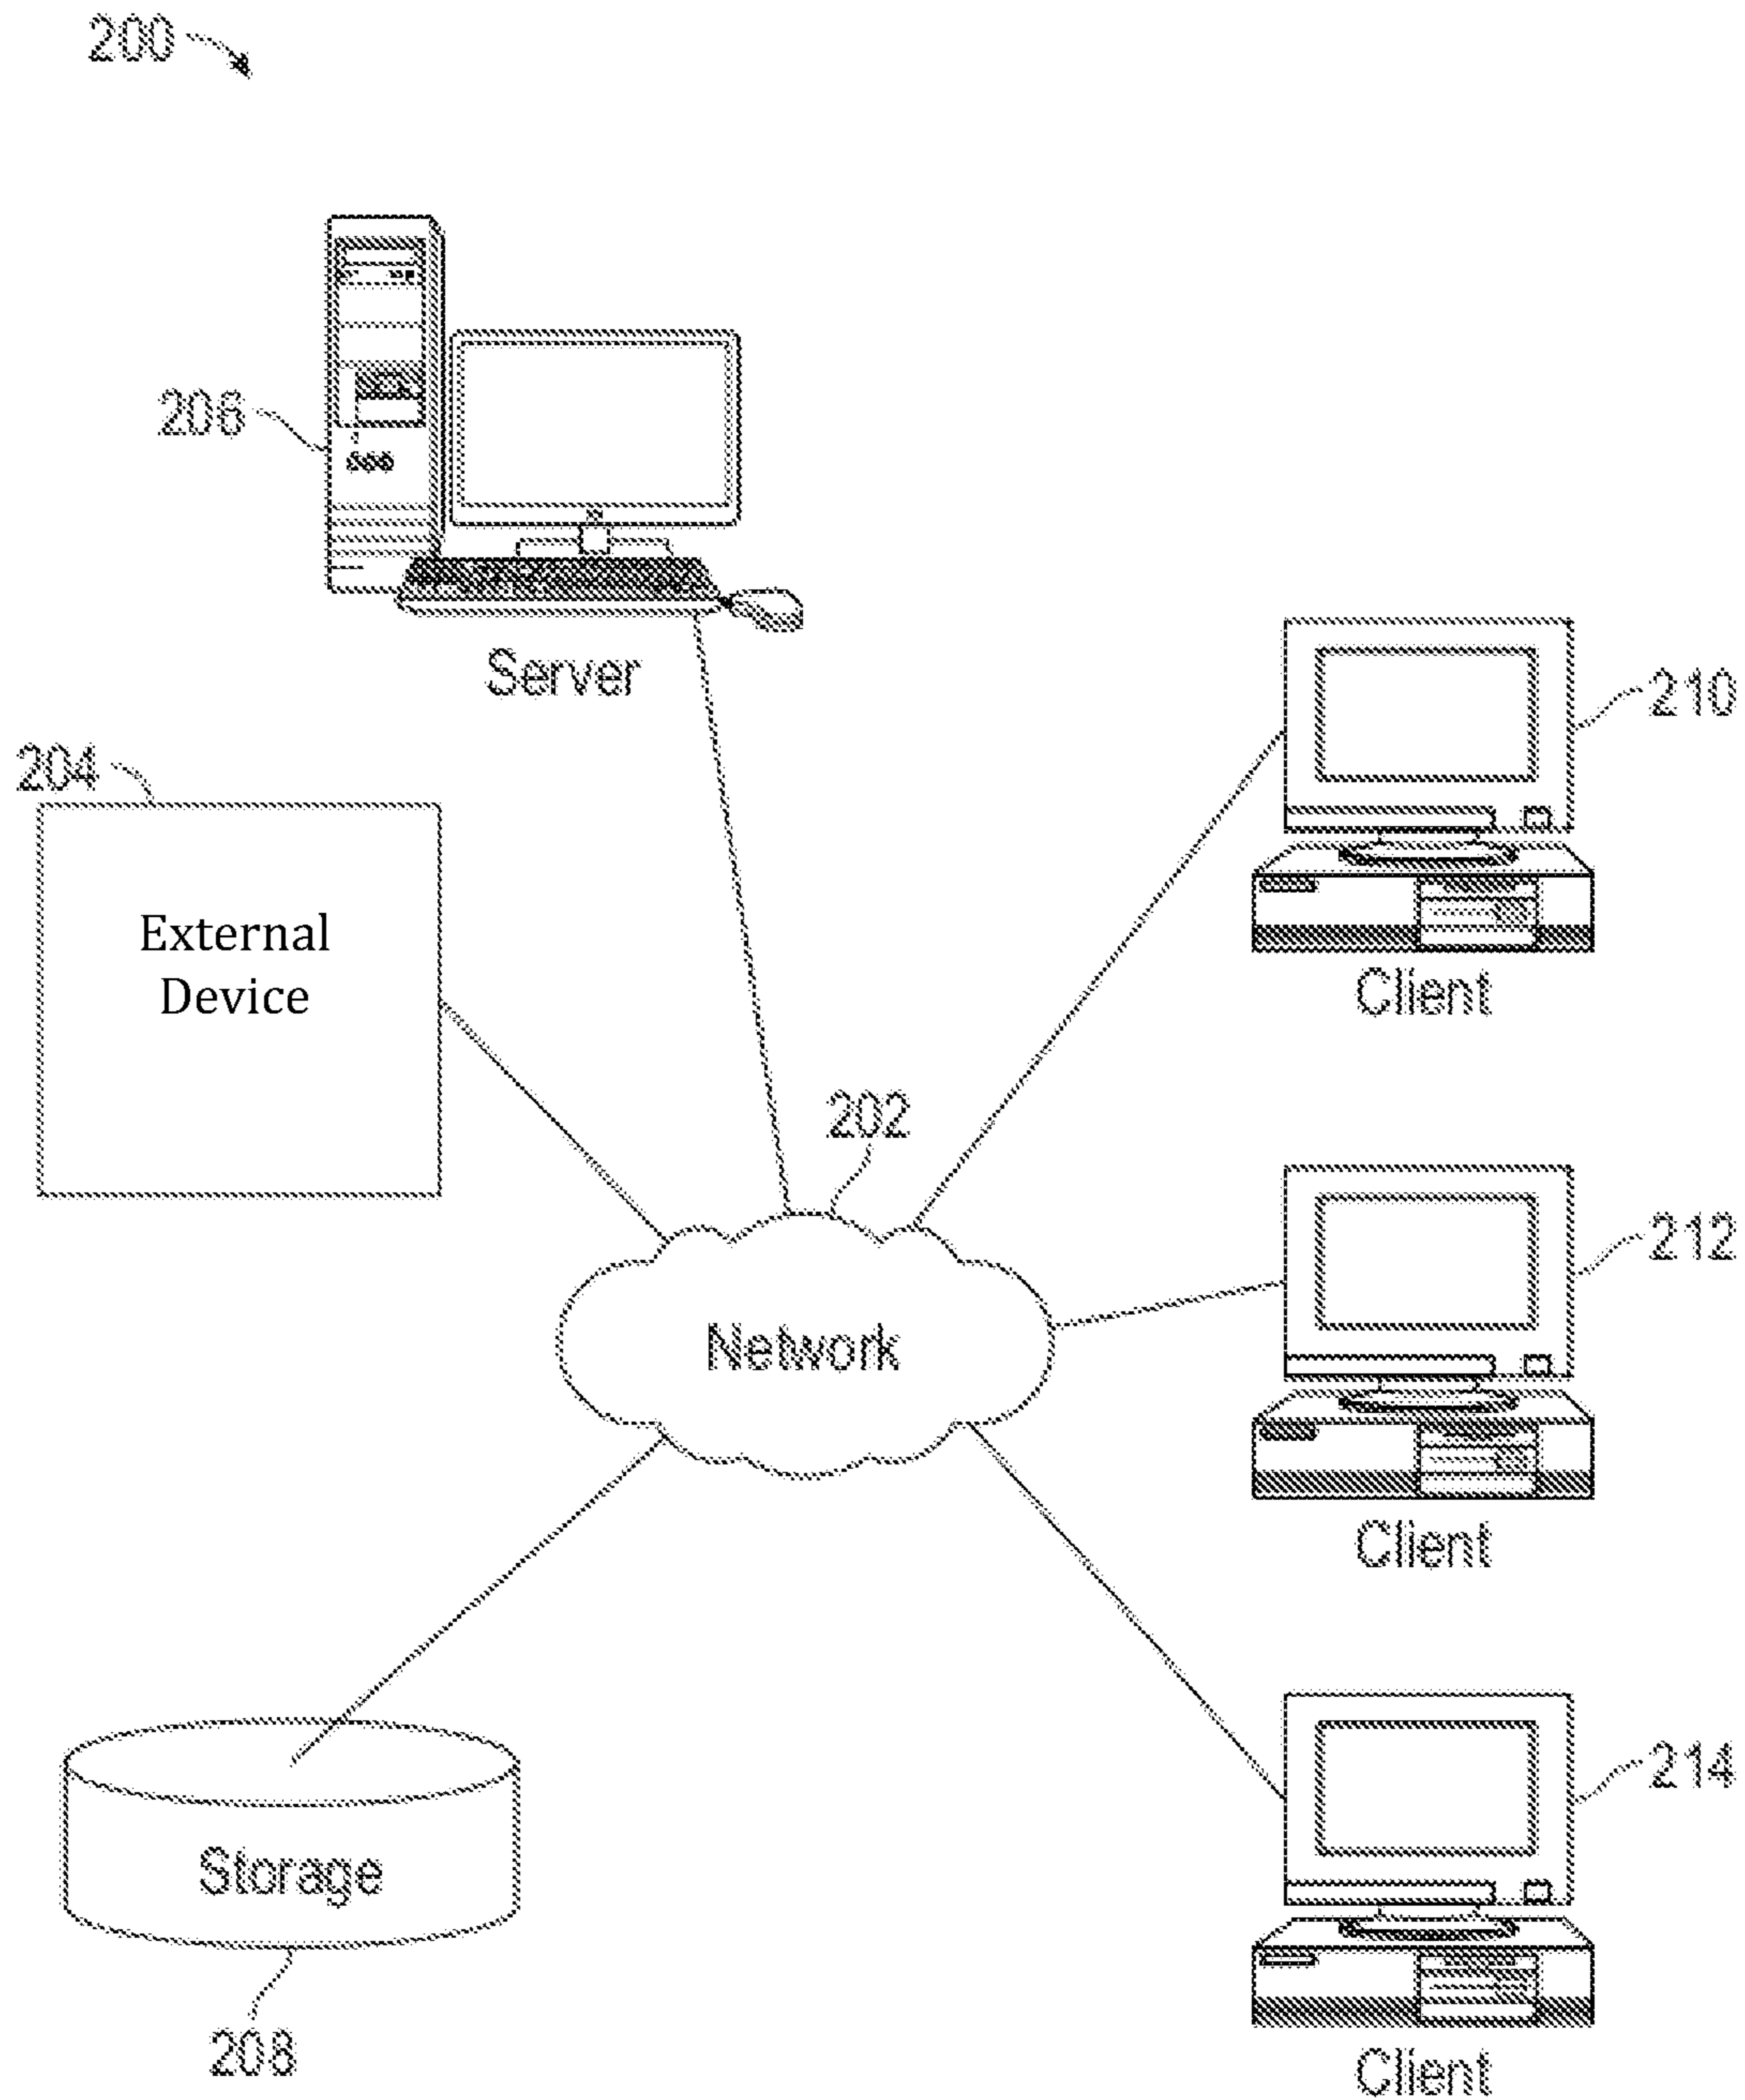 200
206
Server
210
204
External
Device
Client
202
212
Network
Client
214
Storage
208
Client